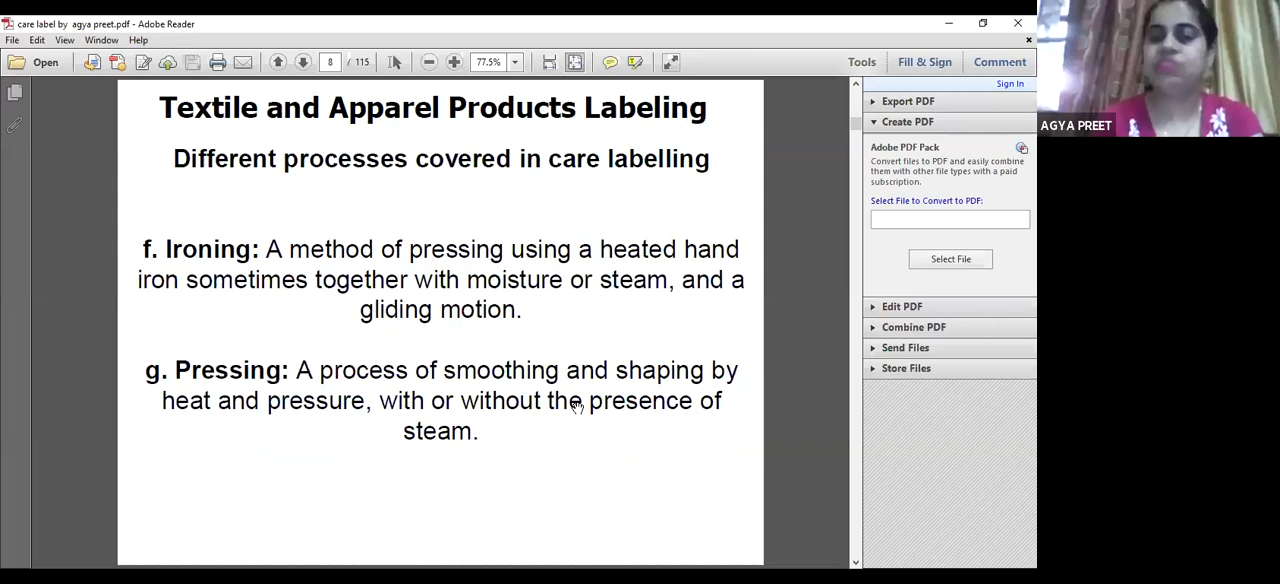 care label by agya preet.pdf - Adobe Reader
File Edit View Window Help
Open 8 / 115 77.5% Tools Fill & Sign Comment
Sign In
Export PDF
Create PDF
Adobe PDF Pack
Convert files to PDF and easily combine
them with other file types with a paid
subscription.
Select File to Convert to PDF:
Select File
Edit PDF
Combine PDF
Send Files
Store Files
Textile and Apparel Products Labeling
Different processes covered in care labelling
f. Ironing: A method of pressing using a heated hand
iron sometimes together with moisture or steam, and a
gliding motion.
g. Pressing: A process of smoothing and shaping by
heat and pressure, with or without the presence of
steam.
AGYA PREET